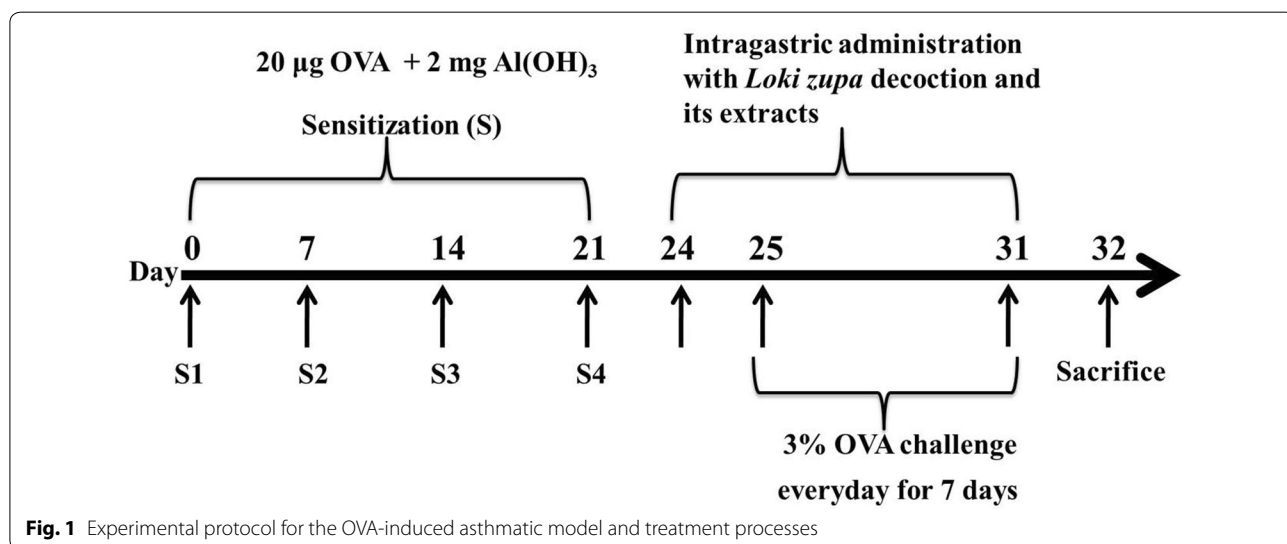 20 µg OVA + 2 mg Al(OH)₃
Sensitization (S)
Intragastric administration
with Loki zupa decoction and
its extracts
0 7 14 21 24 25 31 32
Day
S1 S2 S3 S4 Sacrifice
3% OVA challenge
everyday for 7 days
Fig. 1 Experimental protocol for the OVA-induced asthmatic model and treatment processes